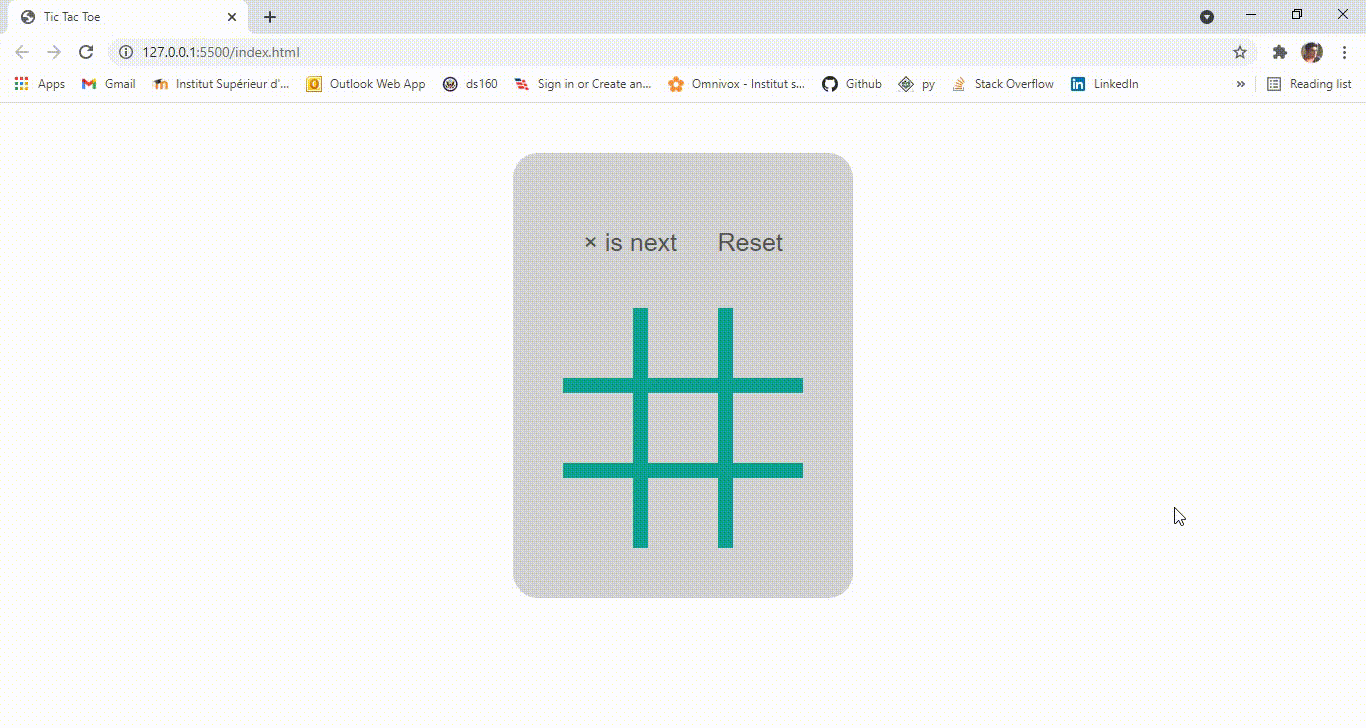 Tic Tac Toe
127.0.0.1:5500/index.html
Apps Gmail Institut Supérieur d'... Outlook Web App ds160 Sign in or Create an... Omnivox - Institut s... Github py Stack Overflow LinkedIn » Reading list
× is next Reset